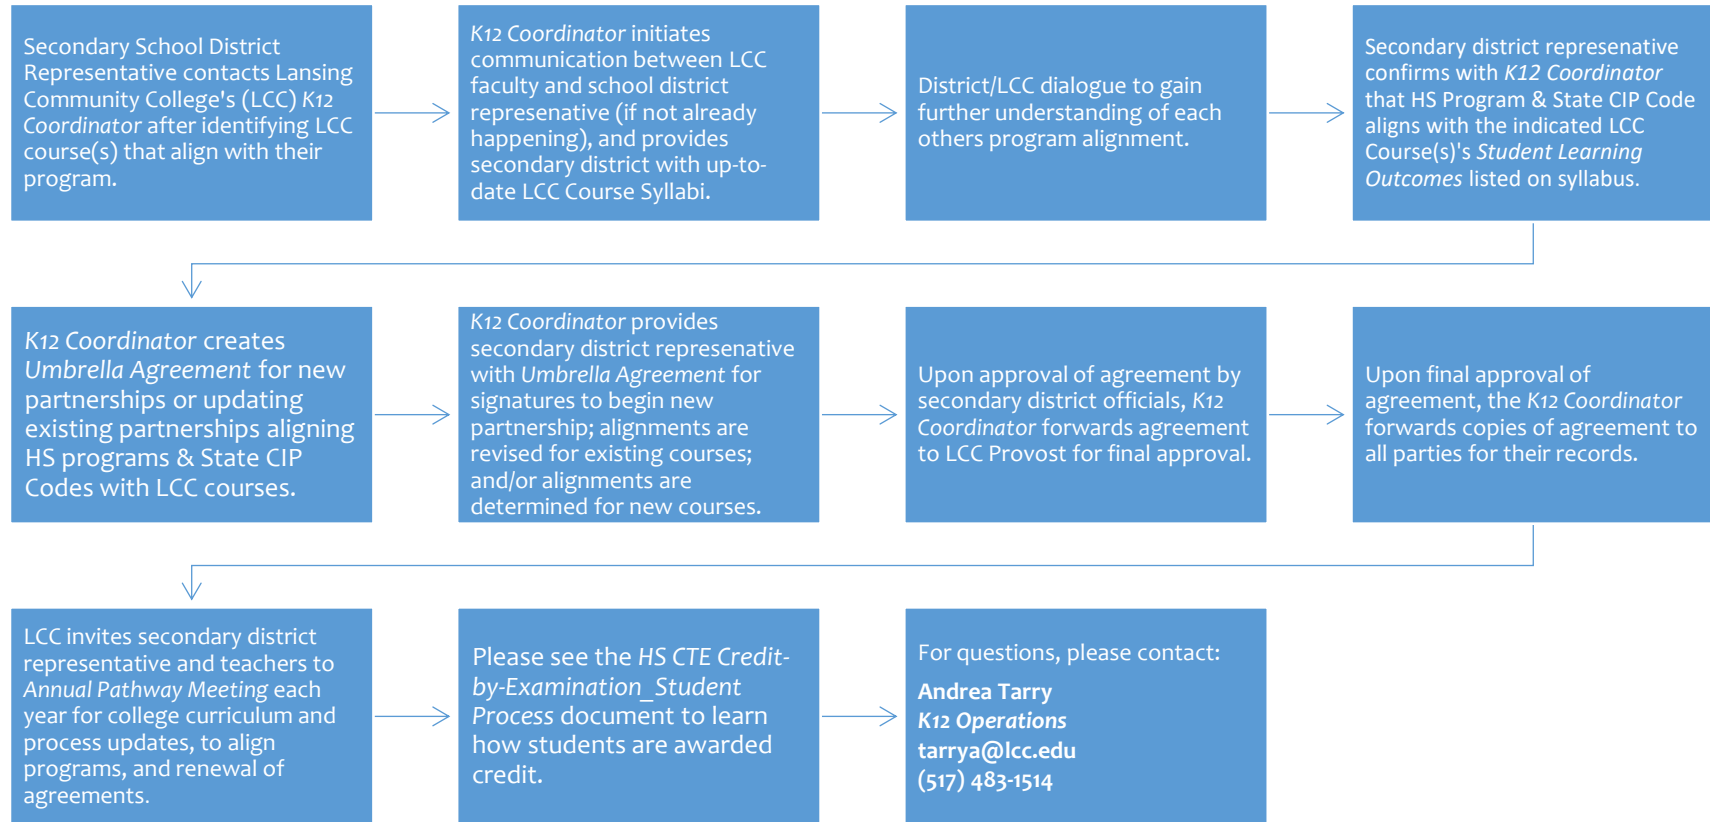 Secondary School District
Representative contacts Lansing
Community College's (LCC) K12
Coordinator after identifying LCC
course(s) that align with their
program.
K12 Coordinator initiates
communication between LCC
faculty and school district
represenative (if not already
happening), and provides
secondary district with up-to-
date LCC Course Syllabi.
District/LCC dialogue to gain
further understanding of each
others program alignment.
Secondary district represenative
confirms with K12 Coordinator
that HS Program & State CIP Code
aligns with the indicated LCC
Course(s)'s Student Learning
Outcomes listed on syllabus.
K12 Coordinator creates
Umbrella Agreement for new
partnerships or updating
existing partnerships aligning
HS programs & State CIP
Codes with LCC courses.
K12 Coordinator provides
secondary district represenative
with Umbrella Agreement for
signatures to begin new
partnership; alignments are
revised for existing courses;
and/or alignments are
determined for new courses.
Upon approval of agreement by
secondary district officials, K12
Coordinator forwards agreement
to LCC Provost for final approval.
Upon final approval of
agreement, the K12 Coordinator
forwards copies of agreement to
all parties for their records.
LCC invites secondary district
representative and teachers to
Annual Pathway Meeting each
year for college curriculum and
process updates, to align
programs, and renewal of
agreements.
Please see the HS CTE Credit-
by-Examination_Student
Process document to learn
how students are awarded
credit.
For questions, please contact:
Andrea Tarry
K12 Operations
tarrya@lcc.edu
(517) 483-1514